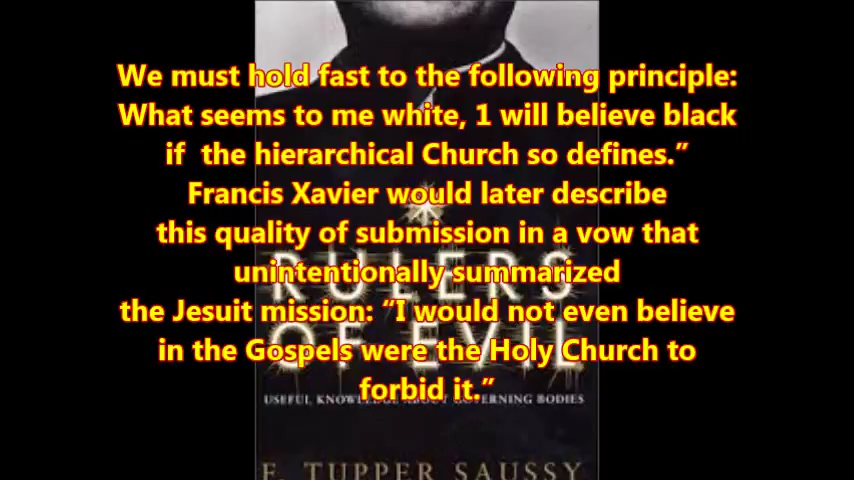 We must hold fast to the following principle:
What seems to me white, 1 will believe black
if the hierarchical Church so defines.”
Francis Xavier would later describe
this quality of submission in a vow that
unintentionally summarized
the Jesuit mission: “I would not even believe
in the Gospels were the Holy Church to
forbid it.”
RULERS
OF EVIL
USEFUL KNOWLEDGE ABOUT GOVERNING BODIES
F. TUPPER SAUSSY